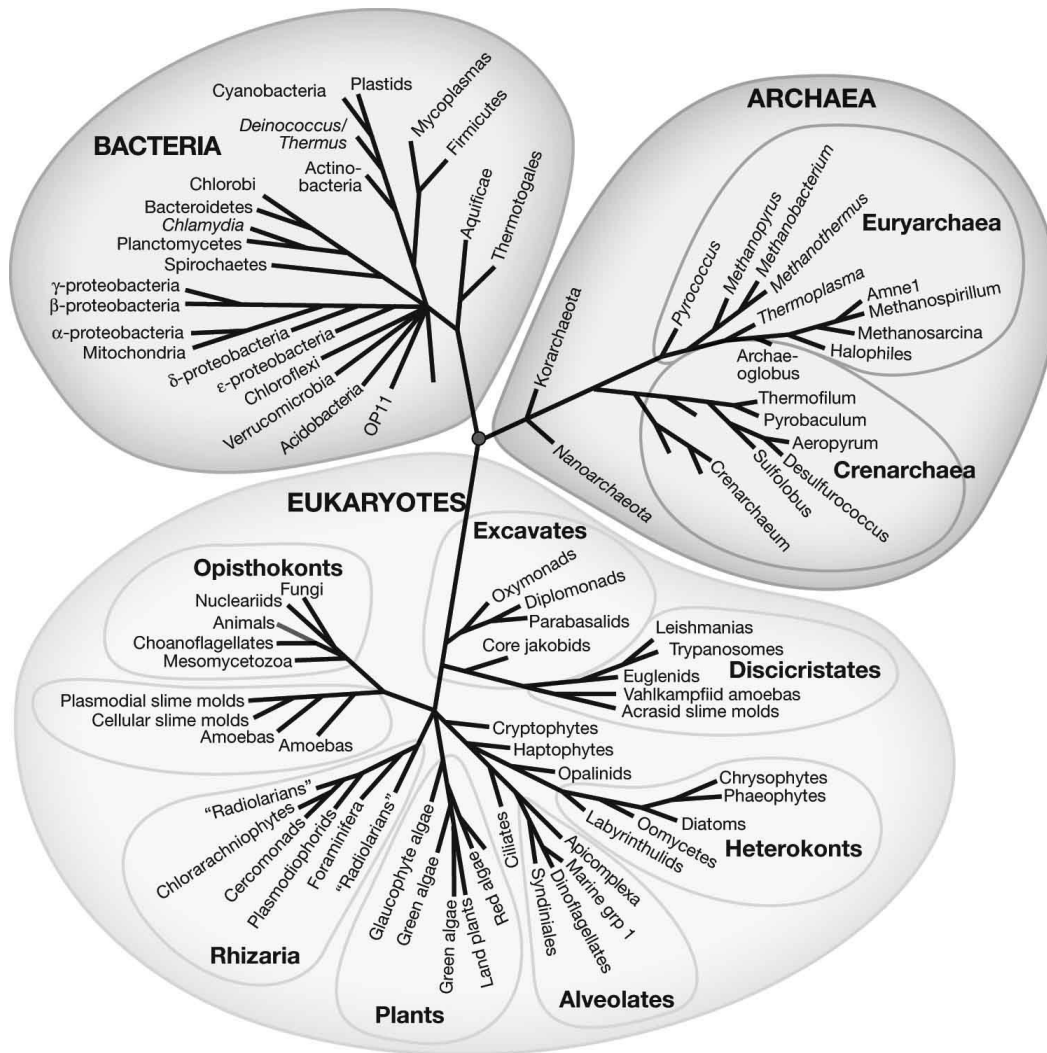 BACTERIA
Cyanobacteria
Plastids
Deinococcus/
Thermus
Actino-
bacteria
Mycoplasmas
Firmicutes
Chlorobi
Bacteroidetes
Chlamydia
Planctomycetes
Spirochaetes
γ-proteobacteria
β-proteobacteria
α-proteobacteria
Mitochondria
δ-proteobacteria
ε-proteobacteria
Chloroflexi
Verrucomicrobia
Acidobacteria
OP11
Aquificae
Thermotogales
ARCHAEA
Euryarchaea
Korarchaeota
Nanoarchaeota
Pyrococcus
Methanopyrus
Methanobacterium
Methanothermus
Thermoplasma
Amne1
Methanospirillum
Methanosarcina
Halophiles
Archae-
oglobus
Thermofilum
Pyrobaculum
Aeropyrum
Desulfurococcus
Sulfolobus
Crenarchaeum
Crenarchaea
EUKARYOTES
Excavates
Oxymonads
Diplomonads
Parabasalids
Core jakobids
Opisthokonts
Fungi
Nucleariids
Animals
Choanoflagellates
Mesomycetozoa
Leishmanias
Trypanosomes
Discicristates
Euglenids
Vahlkampfiid amoebas
Acrasid slime molds
Plasmodial slime molds
Cellular slime molds
Amoebas
Amoebas
Cryptophytes
Haptophytes
Opalinids
Chrysophytes
Phaeophytes
Diatoms
Oomycetes
Labyrinthulids
Heterokonts
"Radiolarians"
Chlorarachniophytes
Cercomonads
Plasmodiophorids
Foraminifera
"Radiolarians"
Rhizaria
Glaucophyte algae
Green algae
Green algae
Land plants
Red algae
Plants
Ciliates
Apicomplexa
Marine grp 1
Dinoflagellates
Syndiniales
Alveolates